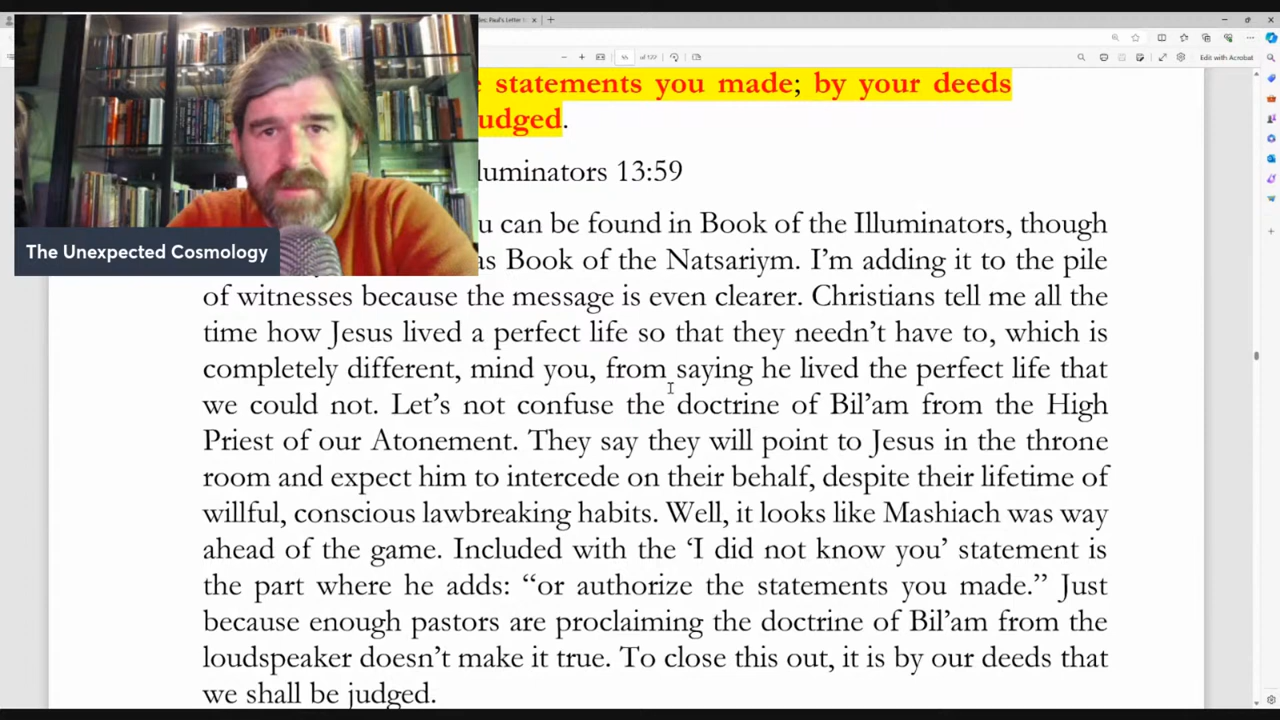 Paul's Letter t
of 122
Edit with Acrobat
statements you made; by your deeds
udged.
luminators 13:59
The Unexpected Cosmology
u can be found in Book of the Illuminators, though
as Book of the Natsariym. I'm adding it to the pile
of witnesses because the message is even clearer. Christians tell me all the
time how Jesus lived a perfect life so that they needn't have to, which is
completely different, mind you, from saying he lived the perfect life that
we could not. Let's not confuse the doctrine of Bil'am from the High
Priest of our Atonement. They say they will point to Jesus in the throne
room and expect him to intercede on their behalf, despite their lifetime of
willful, conscious lawbreaking habits. Well, it looks like Mashiach was way
ahead of the game. Included with the 'I did not know you' statement is
the part where he adds: “or authorize the statements you made.” Just
because enough pastors are proclaiming the doctrine of Bil'am from the
loudspeaker doesn't make it true. To close this out, it is by our deeds that
we shall be judged.